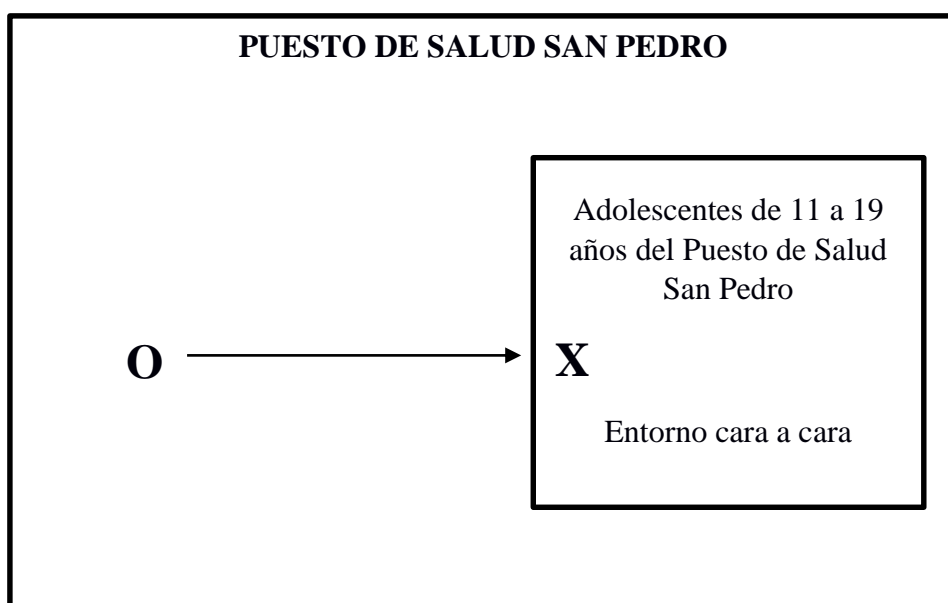 PUESTO DE SALUD SAN PEDRO
Adolescentes de 11 a 19
años del Puesto de Salud
San Pedro
O
X
Entorno cara a cara